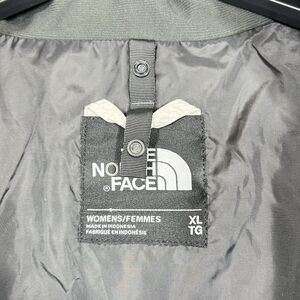 THE
NORTH
FACE
WOMENS/FEMMES
MADE IN INDONESIA
FABRIQUÉ EN INDONÉSIE
XL
TG